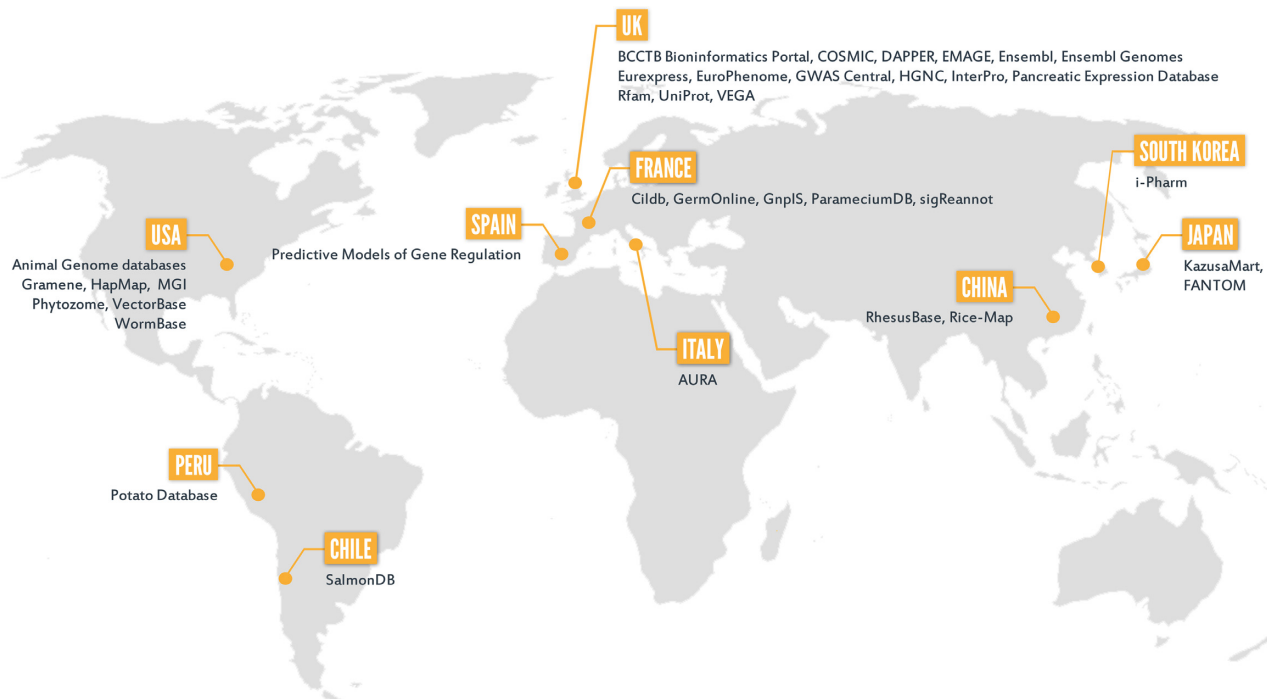 UK
BCCTB Bioninformatics Portal, COSMIC, DAPPER, EMAGE, Ensembl, Ensembl Genomes
Eurexpress, EuroPhenome, GWAS Central, HGNC, InterPro, Pancreatic Expression Database
Rfam, UniProt, VEGA
FRANCE
Cildb, GermOnline, GnpIS, ParameciumDB, sigReannot
SOUTH KOREA
i-Pharm
SPAIN
Predictive Models of Gene Regulation
USA
Animal Genome databases
Gramene, HapMap, MGI
Phytozome, VectorBase
WormBase
JAPAN
KazusaMart,
FANTOM
CHINA
RhesusBase, Rice-Map
ITALY
AURA
PERU
Potato Database
CHILE
SalmonDB